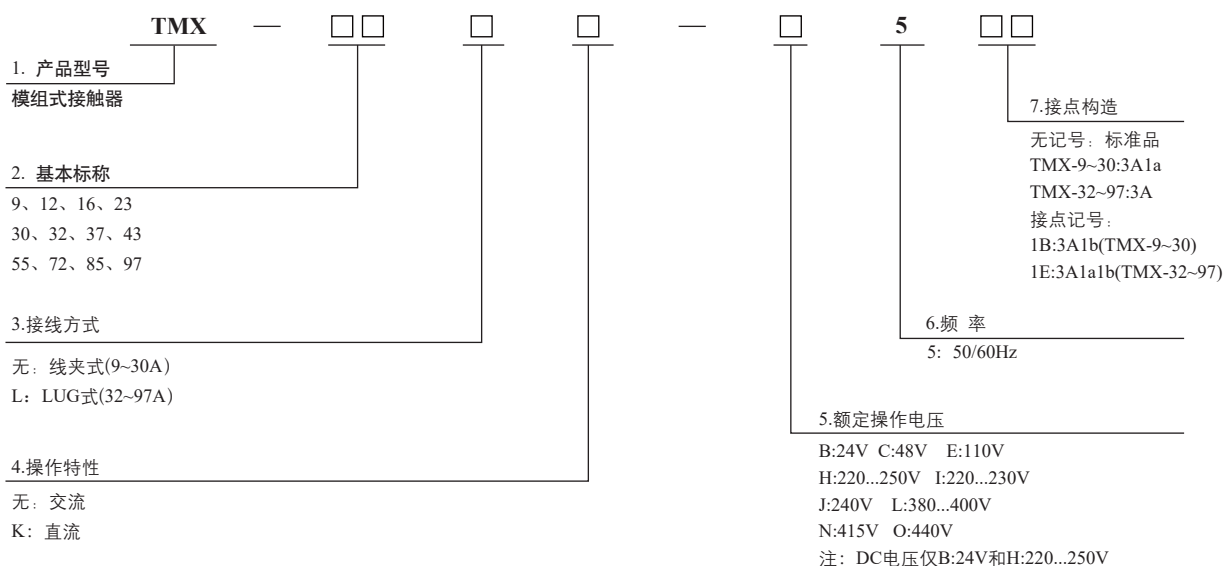 TMX — □□ □ □ — □ 5 □□
1. 产品型号
模组式接触器
2. 基本标称
9、12、16、23
30、32、37、43
55、72、85、97
3.接线方式
无：线夹式(9~30A)
L：LUG式(32~97A)
4.操作特性
无：交流
K：直流
7.接点构造
无记号：标准品
TMX-9~30:3A1a
TMX-32~97:3A
接点记号：
1B:3A1b(TMX-9~30)
1E:3A1a1b(TMX-32~97)
6.频 率
5: 50/60Hz
5.额定操作电压
B:24V C:48V E:110V
H:220...250V I:220...230V
J:240V L:380...400V
N:415V O:440V
注：DC电压仅B:24V和H:220...250V